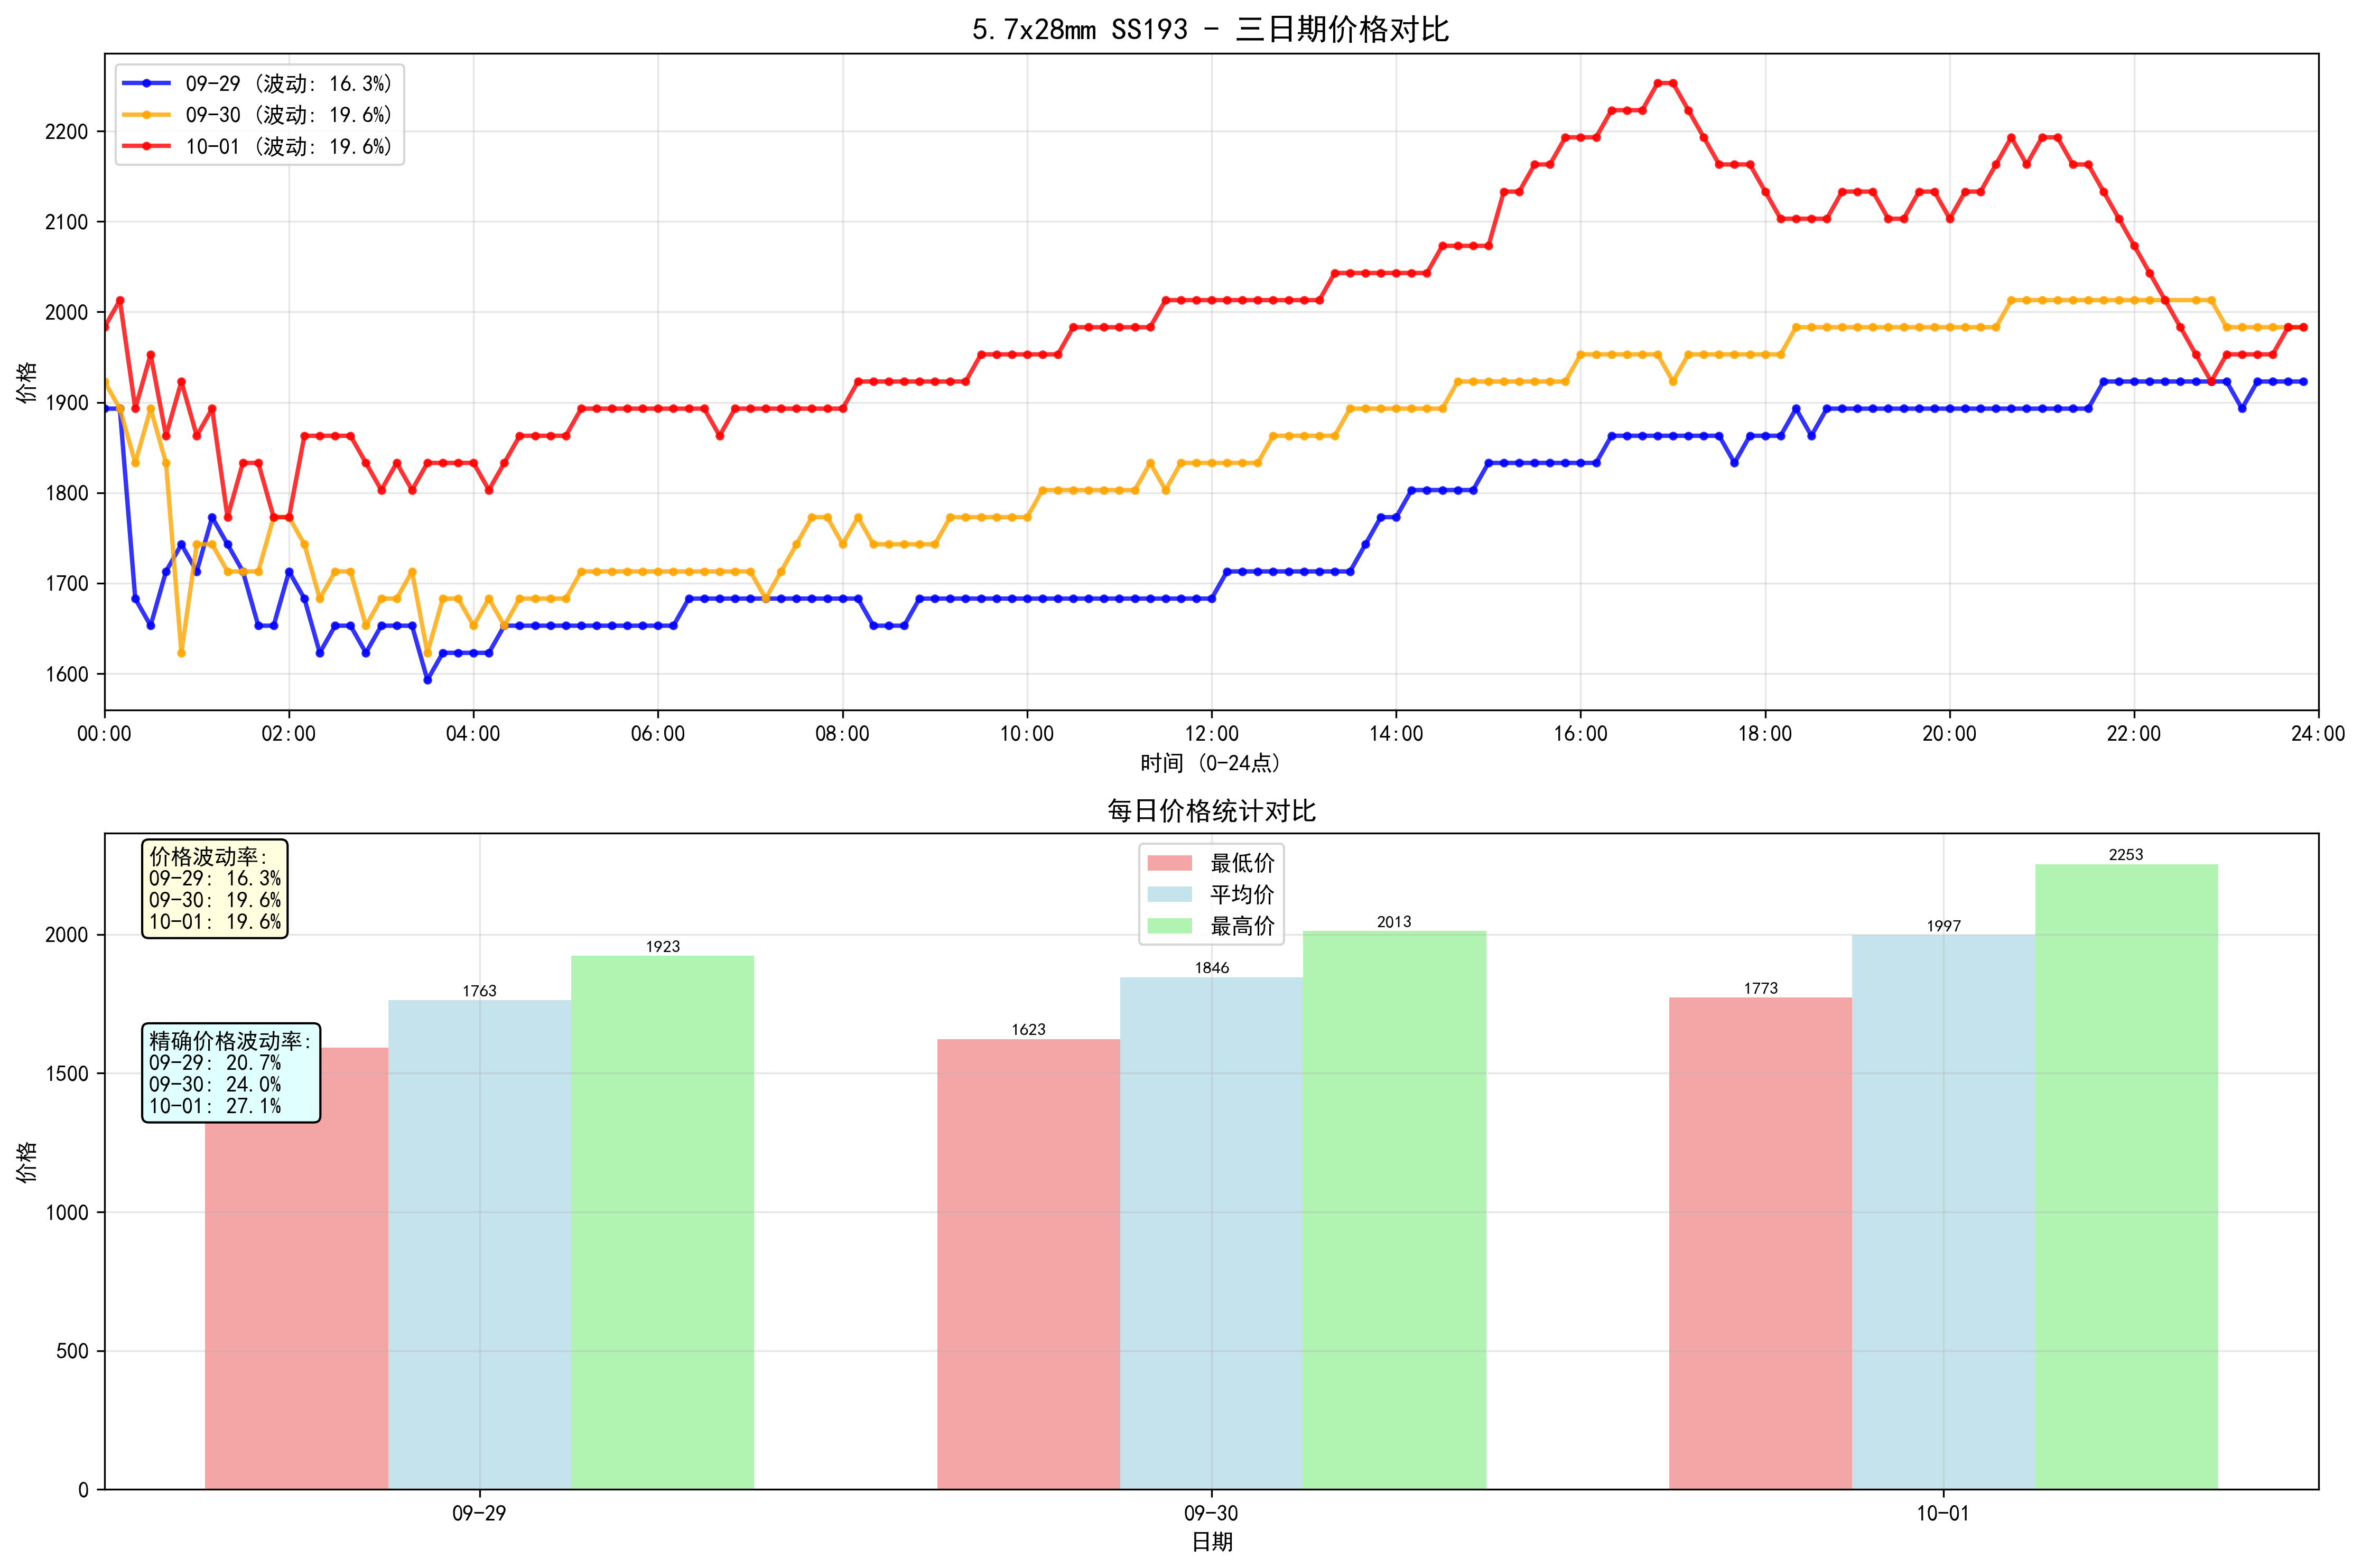 5.7x28mm SS193 - 三日期价格对比
09-29 (波动: 16.3%)
09-30 (波动: 19.6%)
10-01 (波动: 19.6%)
价格
2200
2100
2000
1900
1800
1700
1600
00:00 02:00 04:00 06:00 08:00 10:00 12:00 14:00 16:00 18:00 20:00 22:00 24:00
时间 (0-24点)
每日价格统计对比
价格波动率:
09-29: 16.3%
09-30: 19.6%
10-01: 19.6%
精确价格波动率:
09-29: 20.7%
09-30: 24.0%
10-01: 27.1%
最低价
平均价
最高价
1763
1923
1623
1846
2013
1773
1997
2253
价格
2000
1500
1000
500
0
09-29 09-30 10-01
日期